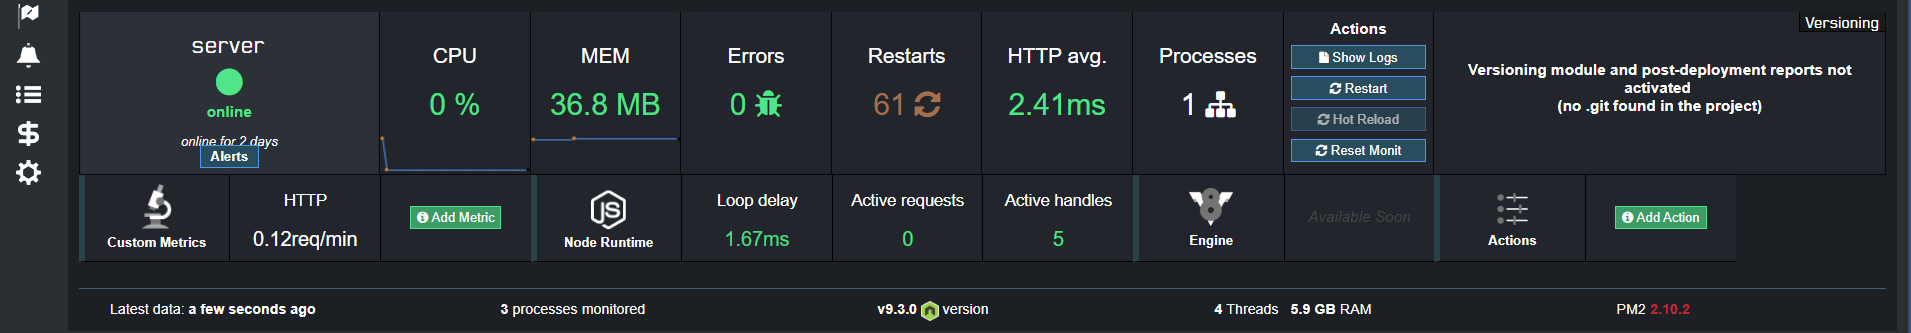 server
online
online for 2 days
Alerts
CPU
0 %
MEM
36.8 MB
Errors
0
Restarts
61
HTTP avg.
2.41ms
Processes
1
Actions
Show Logs
Restart
Hot Reload
Reset Monit
Versioning
Versioning module and post-deployment reports not
activated
(no .git found in the project)
Custom Metrics
HTTP
0.12req/min
Add Metric
JS
Node Runtime
Loop delay
1.67ms
Active requests
0
Active handles
5
8
Engine
Available Soon
Actions
Add Action
Latest data: a few seconds ago
3 processes monitored
v9.3.0 version
4 Threads 5.9 GB RAM
PM2 2.10.2